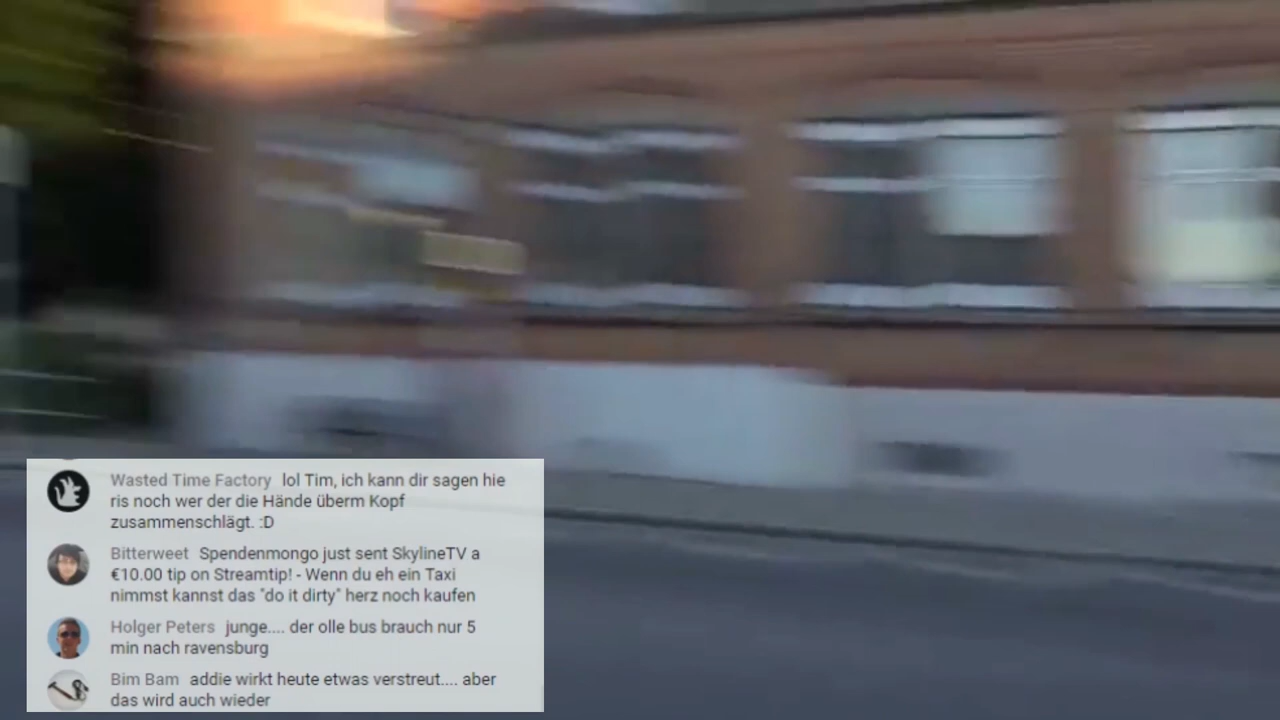 Wasted Time Factory lol Tim, ich kann dir sagen hie
ris noch wer der die Hände überm Kopf
zusammenschlägt. :D
Bitterweet Spendenmongo just sent SkylineTV a
€10.00 tip on Streamtip! - Wenn du eh ein Taxi
nimmst kannst das "do it dirty" herz noch kaufen
Holger Peters junge.... der olle bus brauch nur 5
min nach ravensburg
Bim Bam addie wirkt heute etwas verstreut.... aber
das wird auch wieder